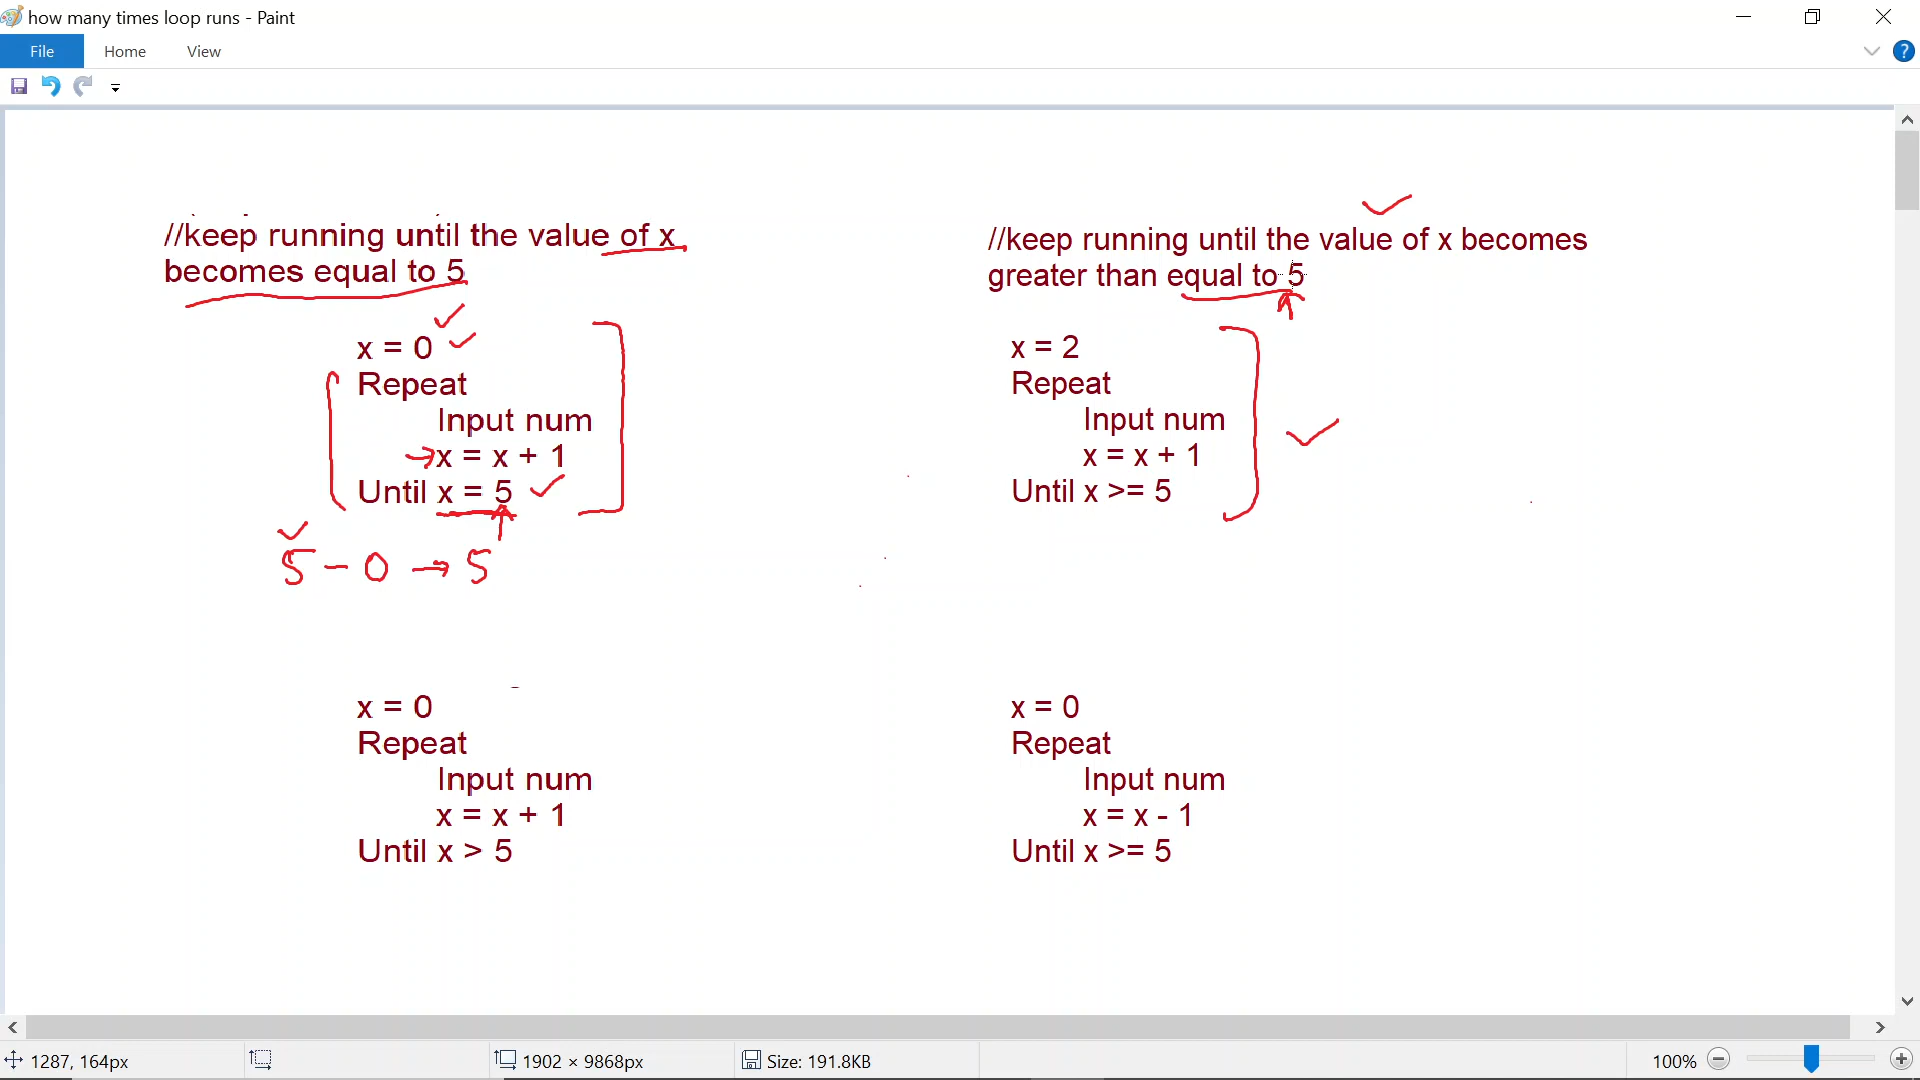 how many times loop runs - Paint
File Home View
//keep running until the value of x
becomes equal to 5
x = 0
Repeat
Input num
x = x + 1
Until x = 5
5 - 0 → 5
//keep running until the value of x becomes
greater than equal to 5
x = 2
Repeat
Input num
x = x + 1
Until x >= 5
x = 0
Repeat
Input num
x = x + 1
Until x > 5
x = 0
Repeat
Input num
x = x - 1
Until x >= 5
1287, 164px 1902 × 9868px Size: 191.8KB 100%